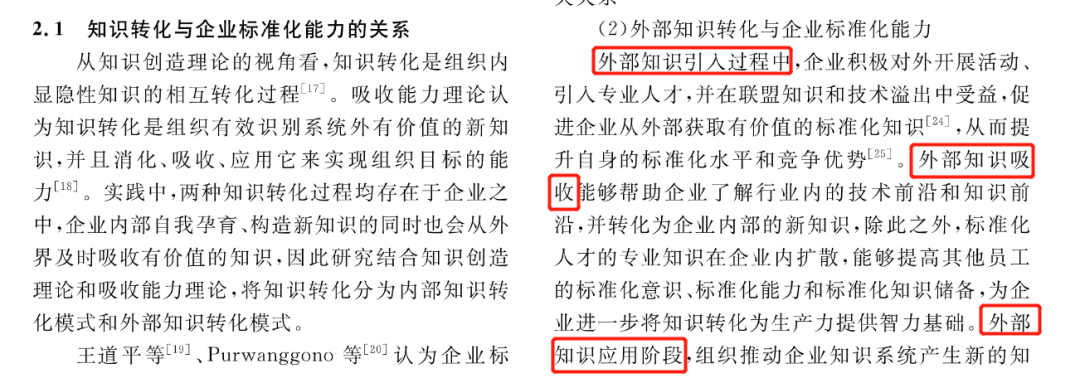 2.1 知识转化与企业标准化能力的关系
从知识创造理论的视角看,知识转化是组织内
显隐性知识的相互转化过程[17]。吸收能力理论认
为知识转化是组织有效识别系统外有价值的新知
识,并且消化、吸收、应用它来实现组织目标的能
力[18]。实践中,两种知识转化过程均存在于企业之
中,企业内部自我孕育、构造新知识的同时也会从外
界及时吸收有价值的知识,因此研究结合知识创造
理论和吸收能力理论,将知识转化分为内部知识转
化模式和外部知识转化模式。
王道平等[19]、Purwanggono 等[20]认为企业标
(2)外部知识转化与企业标准化能力
外部知识引入过程中,企业积极对外开展活动、
引入专业人才,并在联盟知识和技术溢出中受益,促
进企业从外部获取有价值的标准化知识[24],从而提
升自身的标准化水平和竞争优势[25]。外部知识吸
收能够帮助企业了解行业内的技术前沿和知识前
沿,并转化为企业内部的新知识,除此之外,标准化
人才的专业知识在企业内扩散,能够提高其他员工
的标准化意识、标准化能力和标准化知识储备,为企
业进一步将知识转化为生产力提供智力基础。外部
知识应用阶段,组织推动企业知识系统产生新的知